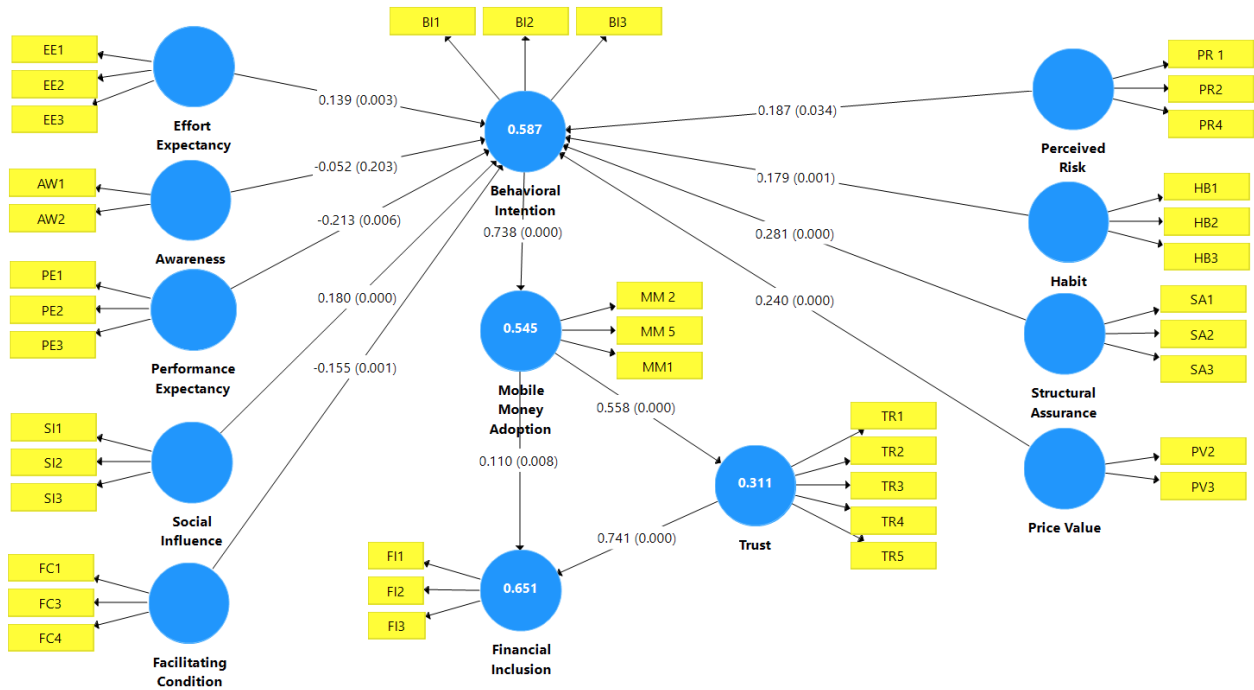 BI1
BI2
BI3
EE1
EE2
EE3
Effort
Expectancy
0.139 (0.003)
0.587
Behavioral
Intention
0.187 (0.034)
PR 1
PR2
PR4
Perceived
Risk
AW1
AW2
Awareness
-0.052 (0.203)
0.179 (0.001)
HB1
HB2
HB3
Habit
PE1
PE2
PE3
Performance
Expectancy
-0.213 (0.006)
0.738 (0.000)
0.281 (0.000)
SA1
SA2
SA3
Structural
Assurance
0.180 (0.000)
0.240 (0.000)
0.545
Mobile
Money
Adoption
MM 2
MM 5
MM1
-0.155 (0.001)
0.558 (0.000)
SI1
SI2
SI3
Social
Influence
0.110 (0.008)
TR1
TR2
TR3
TR4
TR5
0.311
Trust
PV2
PV3
Price Value
0.741 (0.000)
FC1
FC3
FC4
Facilitating
Condition
FI1
FI2
FI3
0.651
Financial
Inclusion